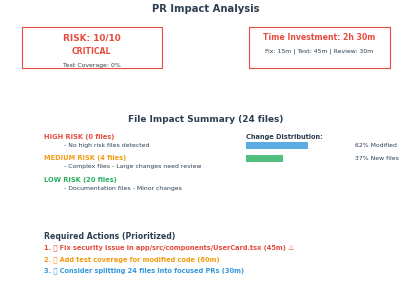 PR Impact Analysis
RISK: 10/10
CRITICAL
Test Coverage: 0%
Time Investment: 2h 30m
Fix: 15m | Test: 45m | Review: 30m
File Impact Summary (24 files)
HIGH RISK (0 files)
- No high risk files detected
MEDIUM RISK (4 files)
- Complex files - Large changes need review
LOW RISK (20 files)
- Documentation files - Minor changes
Change Distribution:
62% Modified
37% New files
Required Actions (Prioritized)
1. Fix security issue in app/src/components/UserCard.tsx (45m) ⚠
2. Add test coverage for modified code (60m)
3. Consider splitting 24 files into focused PRs (30m)